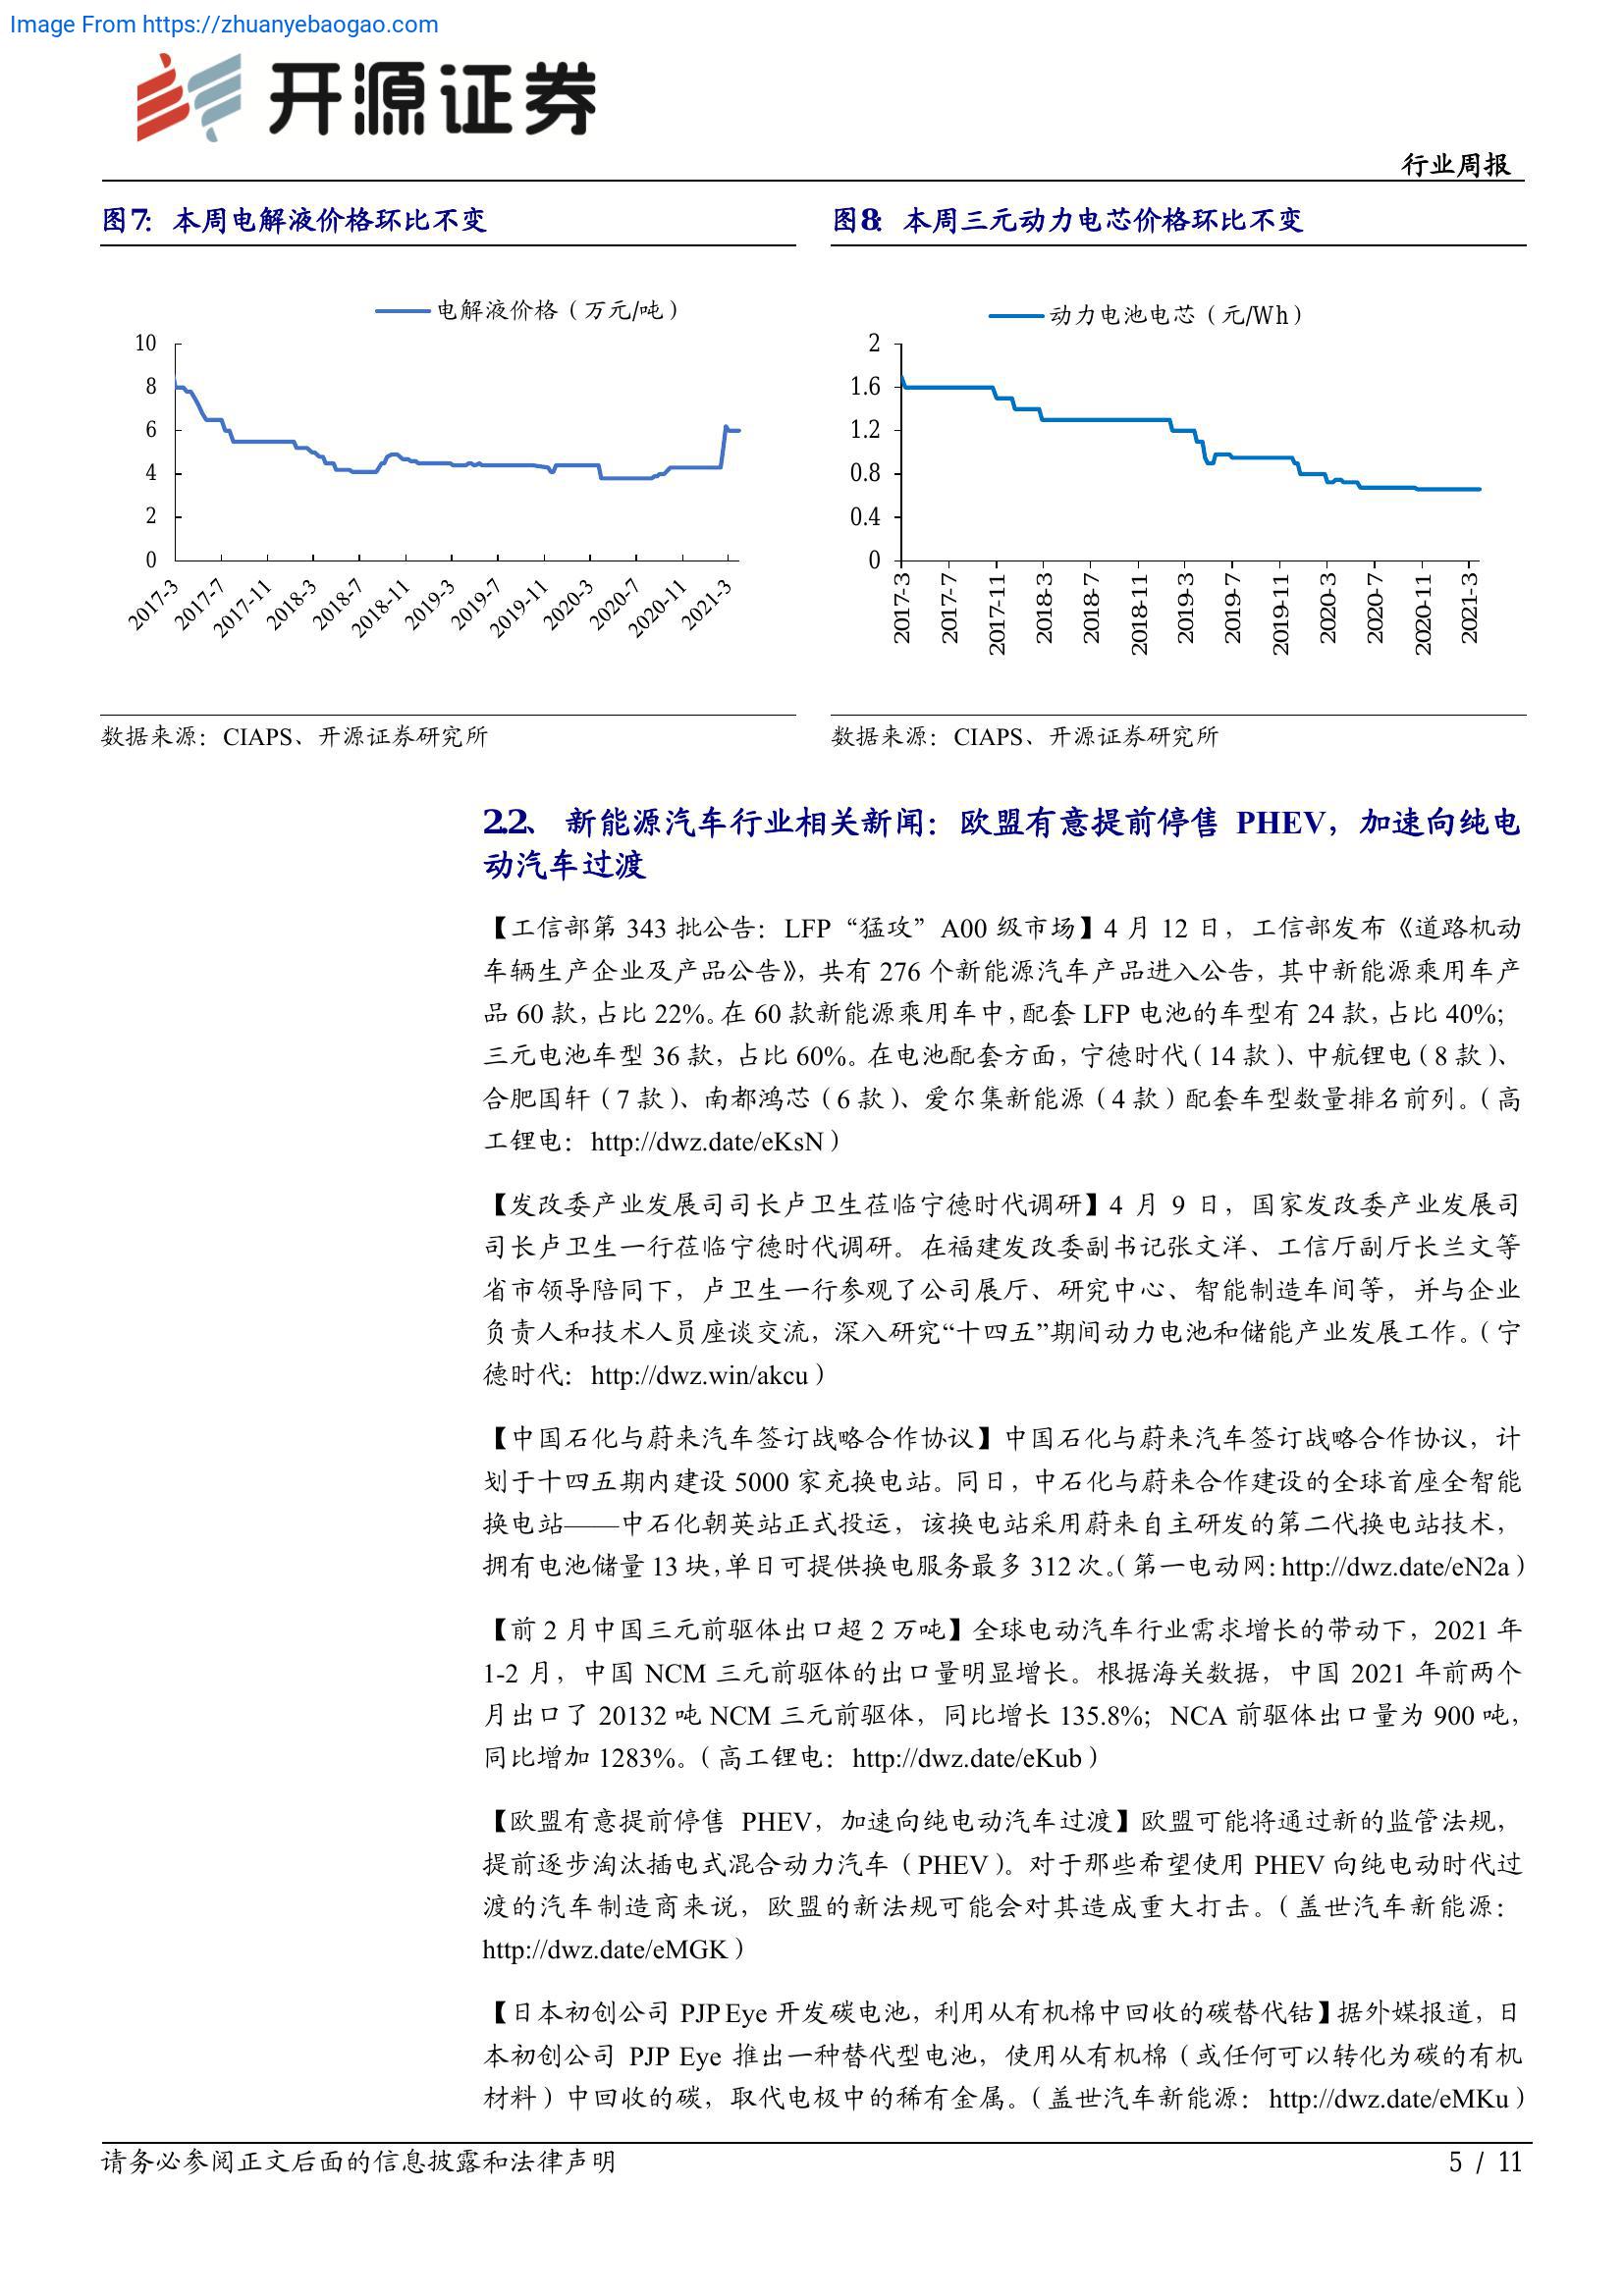 Image From https://zhuanyebaogao.com
开源证券
行业周报
图7：本周电解液价格环比不变
电解液价格（万元/吨）
10
8
6
4
2
0
2017-3
2017-7
2017-11
2018-3
2018-7
2018-11
2019-3
2019-7
2019-11
2020-3
2020-7
2020-11
2021-3
数据来源：CIAPS、开源证券研究所
图8：本周三元动力电芯价格环比不变
动力电池电芯（元/Wh）
2
1.6
1.2
0.8
0.4
0
2017-3
2017-7
2017-11
2018-3
2018-7
2018-11
2019-3
2019-7
2019-11
2020-3
2020-7
2020-11
2021-3
数据来源：CIAPS、开源证券研究所
2.2、 新能源汽车行业相关新闻：欧盟有意提前停售 PHEV，加速向纯电
动汽车过渡
【工信部第 343 批公告：LFP“猛攻”A00 级市场】4 月 12 日，工信部发布《道路机动
车辆生产企业及产品公告》，共有 276 个新能源汽车产品进入公告，其中新能源乘用车产
品 60 款，占比 22%。在 60 款新能源乘用车中，配套 LFP 电池的车型有 24 款，占比 40%；
三元电池车型 36 款，占比 60%。在电池配套方面，宁德时代（14 款）、中航锂电（8 款）、
合肥国轩（7 款）、南都鸿芯（6 款）、爱尔集新能源（4 款）配套车型数量排名前列。（高
工锂电：http://dwz.date/eKsN）
【发改委产业发展司司长卢卫生莅临宁德时代调研】4 月 9 日，国家发改委产业发展司
司长卢卫生一行莅临宁德时代调研。在福建发改委副书记张文洋、工信厅副厅长兰文等
省市领导陪同下，卢卫生一行参观了公司展厅、研究中心、智能制造车间等，并与企业
负责人和技术人员座谈交流，深入研究“十四五”期间动力电池和储能产业发展工作。（宁
德时代：http://dwz.win/akcu）
【中国石化与蔚来汽车签订战略合作协议】中国石化与蔚来汽车签订战略合作协议，计
划于十四五期内建设 5000 家充换电站。同日，中石化与蔚来合作建设的全球首座全智能
换电站——中石化朝英站正式投运，该换电站采用蔚来自主研发的第二代换电站技术，
拥有电池储量 13 块，单日可提供换电服务最多 312 次。（第一电动网：http://dwz.date/eN2a）
【前 2 月中国三元前驱体出口超 2 万吨】全球电动汽车行业需求增长的带动下，2021 年
1-2 月，中国 NCM 三元前驱体的出口量明显增长。根据海关数据，中国 2021 年前两个
月出口了 20132 吨 NCM 三元前驱体，同比增长 135.8%；NCA 前驱体出口量为 900 吨，
同比增加 1283%。（高工锂电：http://dwz.date/eKub）
【欧盟有意提前停售 PHEV，加速向纯电动汽车过渡】欧盟可能将通过新的监管法规，
提前逐步淘汰插电式混合动力汽车（PHEV）。对于那些希望使用 PHEV 向纯电动时代过
渡的汽车制造商来说，欧盟的新法规可能会对其造成重大打击。（盖世汽车新能源：
http://dwz.date/eMGK）
【日本初创公司 PJP Eye 开发碳电池，利用从有机棉中回收的碳替代钴】据外媒报道，日
本初创公司 PJP Eye 推出一种替代型电池，使用从有机棉（或任何可以转化为碳的有机
材料）中回收的碳，取代电极中的稀有金属。（盖世汽车新能源：http://dwz.date/eMKu）
请务必参阅正文后面的信息披露和法律声明
5 / 11